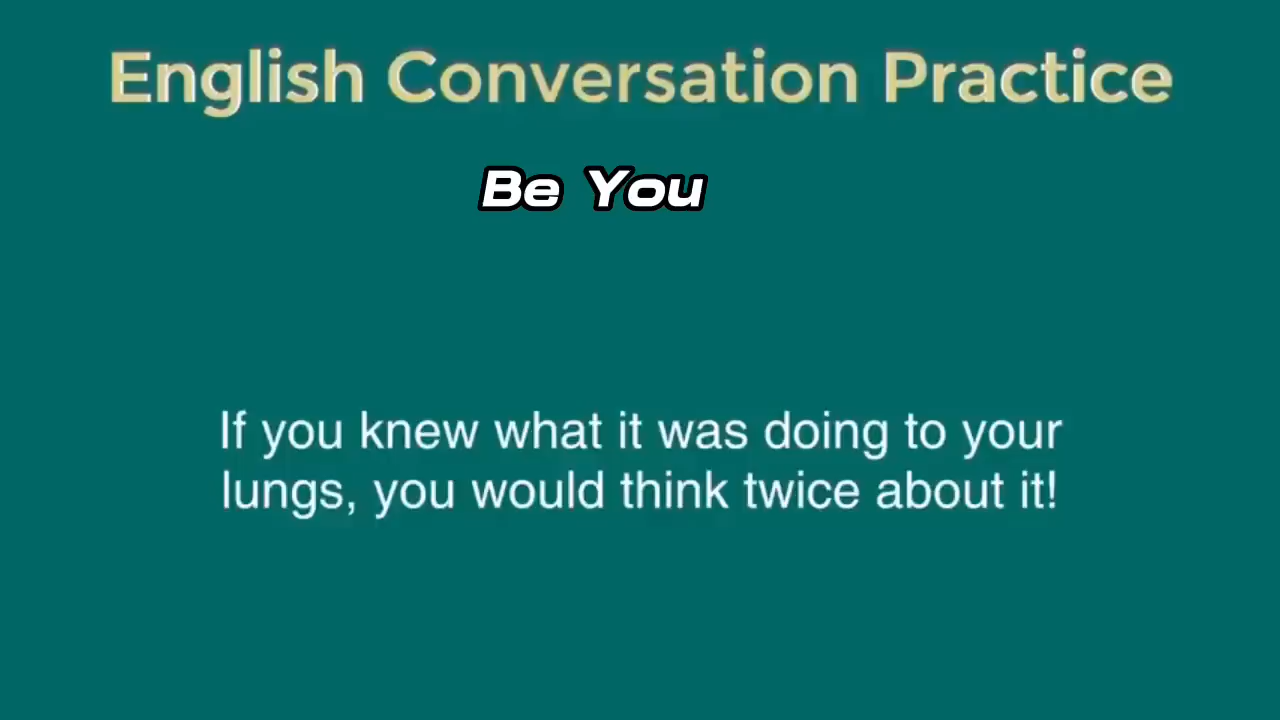 English Conversation Practice
Be You
If you knew what it was doing to your
lungs, you would think twice about it!